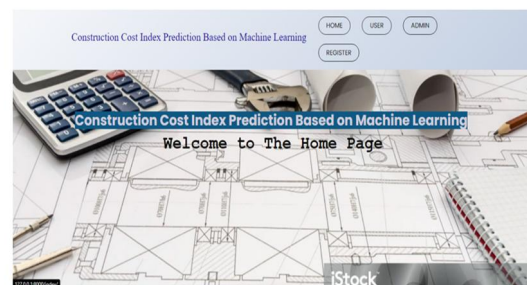 Construction Cost Index Prediction Based on Machine Learning
HOME
USER
ADMIN
REGISTER
Construction Cost Index Prediction Based on Machine Learning
Welcome to The Home Page
iStock